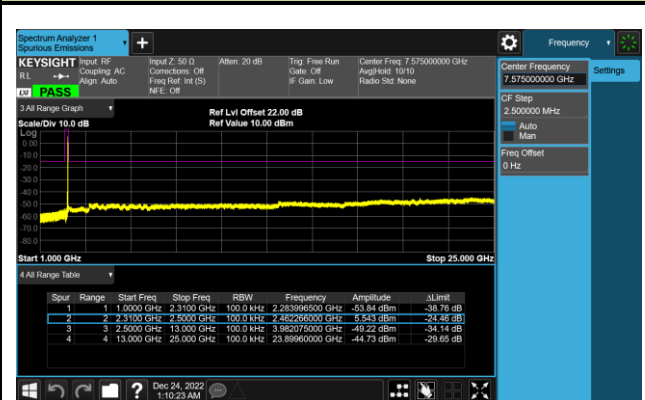 Spectrum Analyzer 1
Spurious Emissions
Frequency
KEYSIGHT Input: RF
Coupling: AC
Align: Auto
Input Z: 50 Ω
Corrections: Off
Freq Ref: Int (S)
NFE: Off
Atten: 20 dB
Trig: Free Run
Gate: Off
IF Gain: Low
Center Freq: 7.575000000 GHz
Avg|Hold: 10/10
Radio Std: None
RL
LXI PASS
Center Frequency
7.575000000 GHz
Settings
CF Step
2.500000 MHz
Auto
Man
Freq Offset
0 Hz
3 All Range Graph
Scale/Div 10.0 dB
Ref Lvl Offset 22.00 dB
Ref Value 10.00 dBm
Log
0.00
-10.0
-20.0
-30.0
-40.0
-50.0
-60.0
-70.0
-80.0
Start 1.000 GHz
Stop 25.000 GHz
4 All Range Table
Spur Range Start Freq Stop Freq RBW Frequency Amplitude ΔLimit
1 1 1.0000 GHz 2.3100 GHz 100.0 kHz 2.283996500 GHz -53.84 dBm -38.76 dB
2 2 2.3100 GHz 2.5000 GHz 100.0 kHz 2.462266000 GHz 5.543 dBm -24.46 dB
3 3 2.5000 GHz 13.000 GHz 100.0 kHz 3.982075000 GHz -49.22 dBm -34.14 dB
4 4 13.000 GHz 25.000 GHz 100.0 kHz 23.89960000 GHz -44.73 dBm -29.65 dB
?
Dec 24, 2022
1:10:23 AM